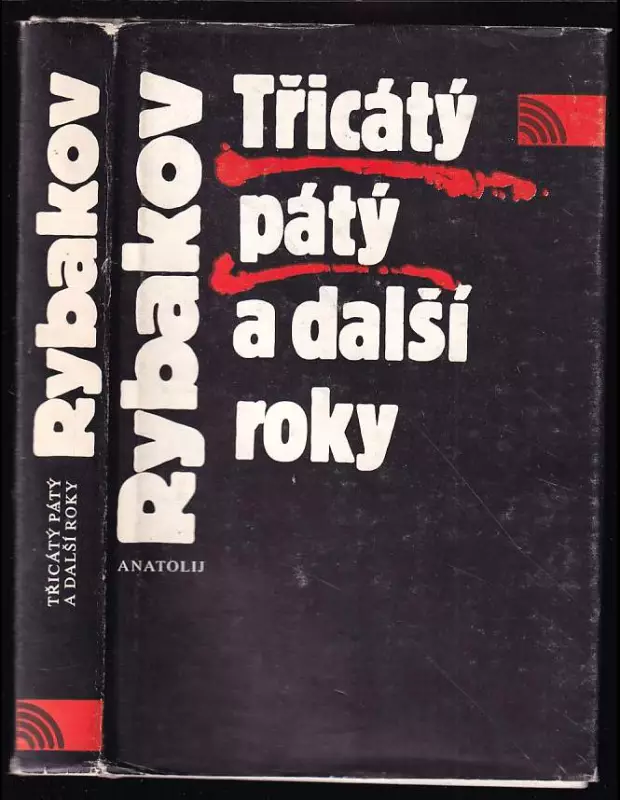 Rybakov
TŘICÁTÝ PÁTÝ
A DALŠÍ ROKY
Rybakov
ANATOLIJ
Třicátý
pátý
a další
roky